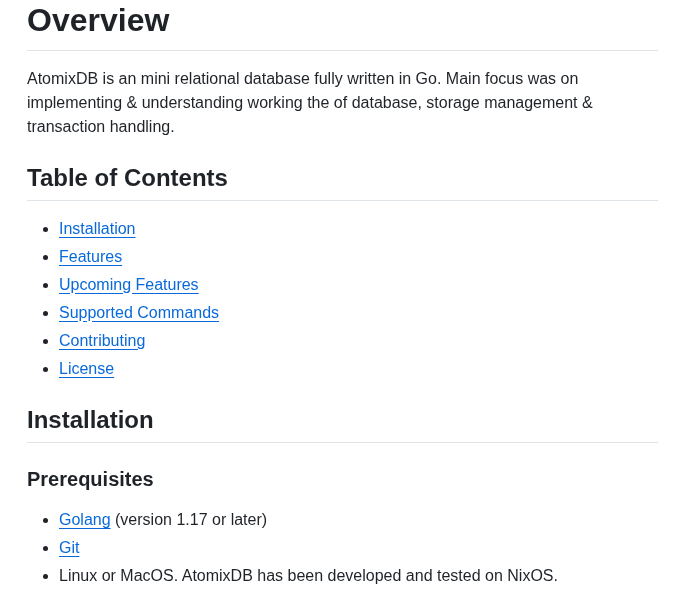 Overview
AtomixDB is an mini relational database fully written in Go. Main focus was on
implementing & understanding working the of database, storage management &
transaction handling.
Table of Contents
Installation
Features
Upcoming Features
Supported Commands
Contributing
License
Installation
Prerequisites
Golang (version 1.17 or later)
Git
Linux or MacOS. AtomixDB has been developed and tested on NixOS.